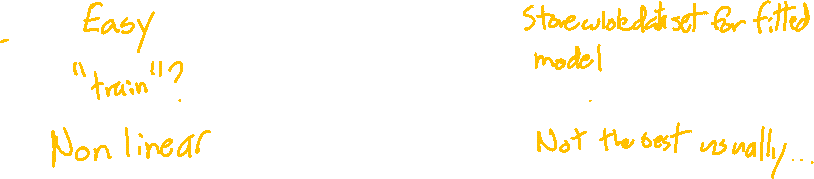 Easy
"train"?
Non linear
Store whole dataset for fitted
model
Not the best usually...